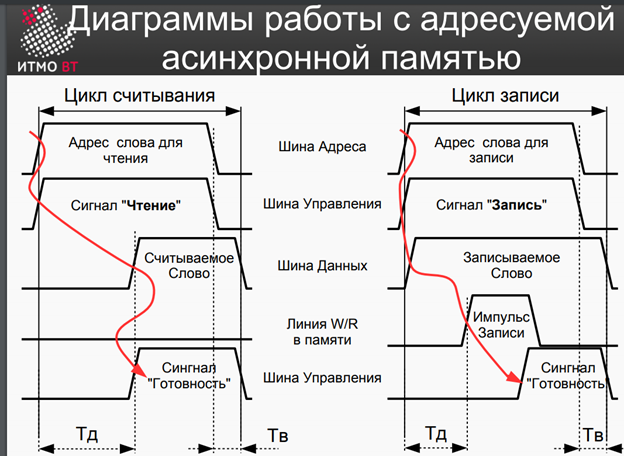 Диаграммы работы с адресуемой
асинхронной памятью
ИТМО ВТ
Цикл считывания
Цикл записи
Адрес слова для
чтения
Шина Адреса
Адрес слова для
записи
Сигнал "Чтение"
Шина Управления
Сигнал "Запись"
Считываемое
Слово
Шина Данных
Записываемое
Слово
Линия W/R
в памяти
Импульс
Записи
Сингнал
"Готовность"
Шина Управления
Сингнал
"Готовность
Тд
Тв
Тд
Тв